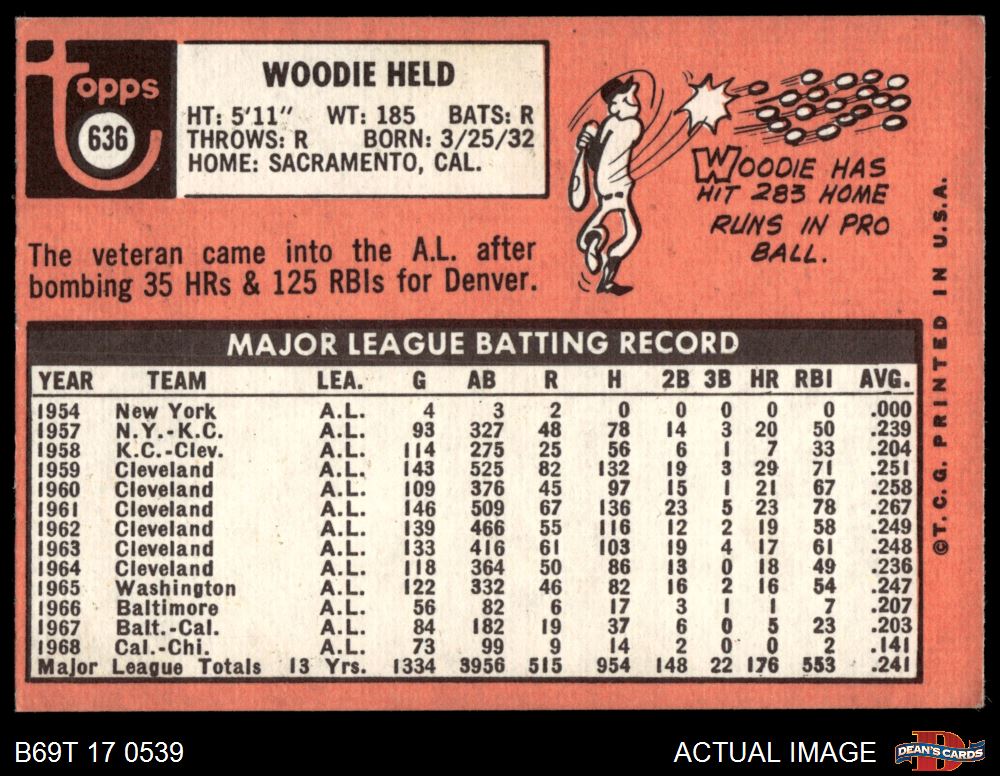 topps
636
WOODIE HELD
HT: 5'11" WT: 185 BATS: R
THROWS: R BORN: 3/25/32
HOME: SACRAMENTO, CAL.
The veteran came into the A.L. after
bombing 35 HRs & 125 RBIs for Denver.
WOODIE HAS
HIT 283 HOME
RUNS IN PRO
BALL.
MAJOR LEAGUE BATTING RECORD
YEAR TEAM LEA. G AB R H 2B 3B HR RBI AVG.
1954 New York A.L. 4 3 2 0 0 0 0 0 .000
1957 N.Y.-K.C. A.L. 93 327 48 78 14 3 20 50 .239
1958 K.C.-Clev. A.L. 114 275 25 56 6 1 7 33 .204
1959 Cleveland A.L. 143 525 82 132 19 3 29 71 .251
1960 Cleveland A.L. 109 376 45 97 15 1 21 67 .258
1961 Cleveland A.L. 146 509 67 136 23 5 23 78 .267
1962 Cleveland A.L. 139 466 55 116 12 2 19 58 .249
1963 Cleveland A.L. 133 416 61 103 19 4 17 61 .248
1964 Cleveland A.L. 118 364 50 86 13 0 18 49 .236
1965 Washington A.L. 122 332 46 82 16 2 16 54 .247
1966 Baltimore A.L. 56 82 6 17 3 1 1 7 .207
1967 Balt.-Cal. A.L. 84 182 19 37 6 0 5 23 .203
1968 Cal.-Chi. A.L. 73 99 9 14 2 0 0 2 .141
Major League Totals 13 Yrs. 1334 3956 515 954 148 22 176 553 .241
©T.C.G. PRINTED IN U.S.A.
B69T 17 0539
ACTUAL IMAGE
D
DEAN'S CARDS